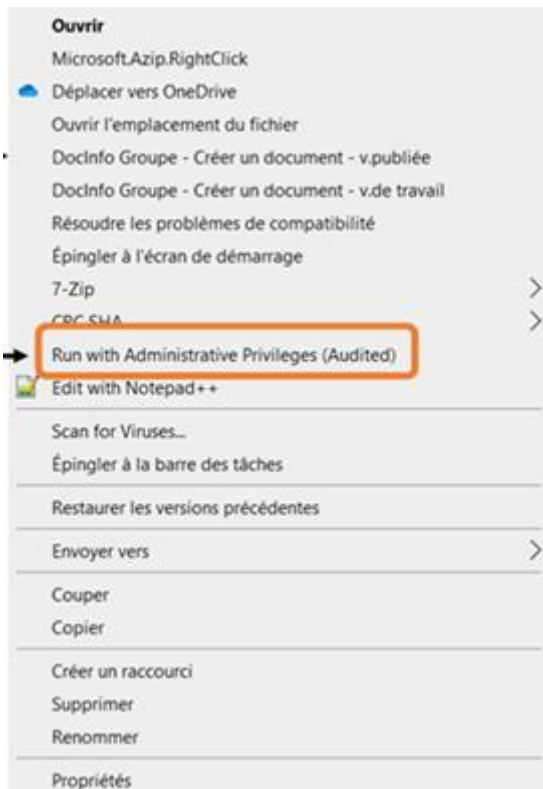 Ouvrir
Microsoft.Azip.RightClick
Déplacer vers OneDrive
Ouvrir l'emplacement du fichier
DocInfo Groupe - Créer un document - v.publiée
DocInfo Groupe - Créer un document - v.de travail
Résoudre les problèmes de compatibilité
Épingler à l'écran de démarrage
7-Zip
CRC SHA
Run with Administrative Privileges (Audited)
Edit with Notepad++
Scan for Viruses...
Épingler à la barre des tâches
Restaurer les versions précédentes
Envoyer vers
Couper
Copier
Créer un raccourci
Supprimer
Renommer
Propriétés